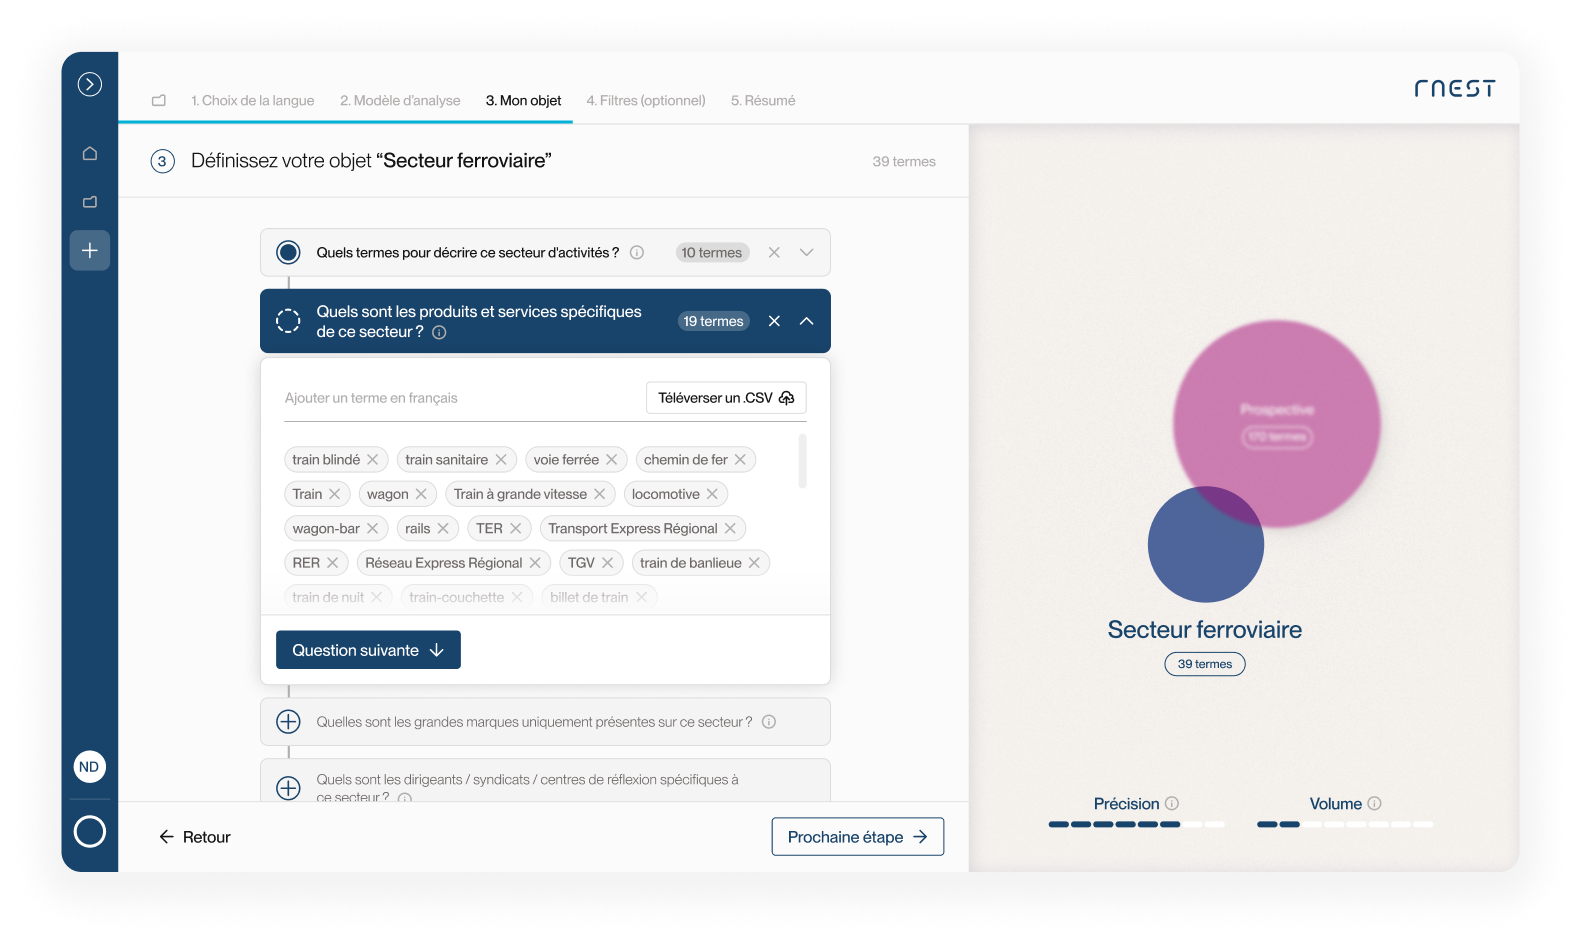 1. Choix de la langue
2. Modèle d'analyse
3. Mon objet
4. Filtres (optionnel)
5. Résumé
rnest
3
Définissez votre objet “Secteur ferroviaire”
39 termes
Quels termes pour décrire ce secteur d'activités ?
10 termes
Quels sont les produits et services spécifiques
de ce secteur ?
19 termes
Ajouter un terme en français
Téléverser un .CSV
train blindé
train sanitaire
voie ferrée
chemin de fer
Train
wagon
Train à grande vitesse
locomotive
wagon-bar
rails
TER
Transport Express Régional
RER
Réseau Express Régional
TGV
train de banlieue
train de nuit
train-couchette
billet de train
Question suivante
Quelles sont les grandes marques uniquement présentes sur ce secteur ?
Quels sont les dirigeants / syndicats / centres de réflexion spécifiques à
ce secteur ?
ND
Retour
Prochaine étape
Prospective
170 termes
Secteur ferroviaire
39 termes
Précision
Volume